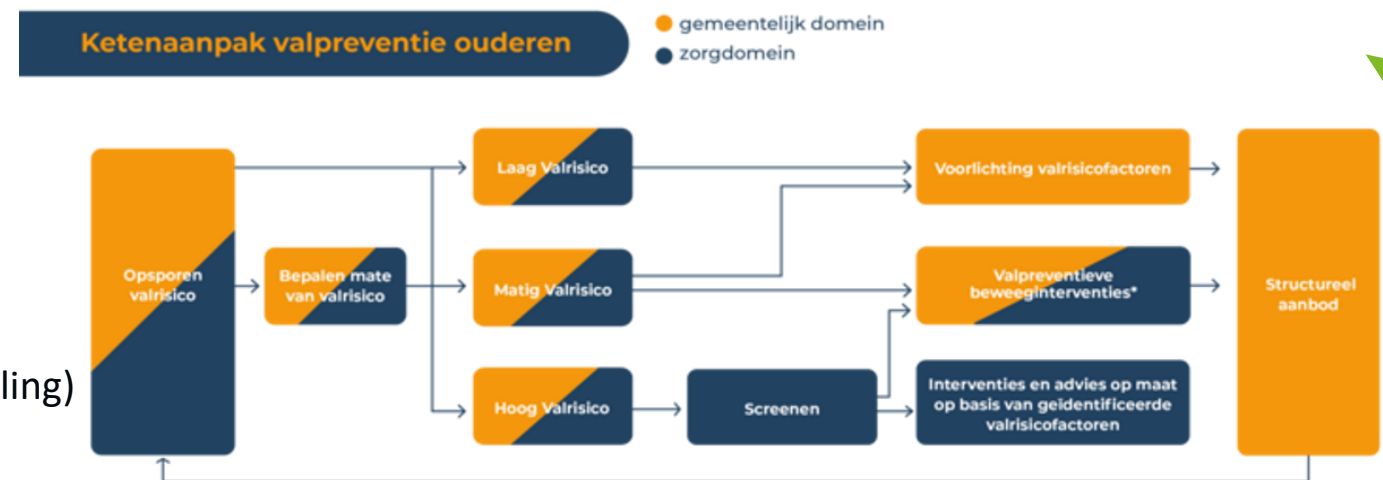 Ketenaanpak valpreventie ouderen
gemeentelijk domein
zorgdomein
Opsporen
valrisico
Bepalen mate
van valrisico
Laag Valrisico
Matig Valrisico
Hoog Valrisico
Screenen
Voorlichting valrisicofactoren
Valpreventieve
beweeginterventies*
Interventies en advies op maat
op basis van geïdentificeerde
valrisicofactoren
Structureel
aanbod
ling)